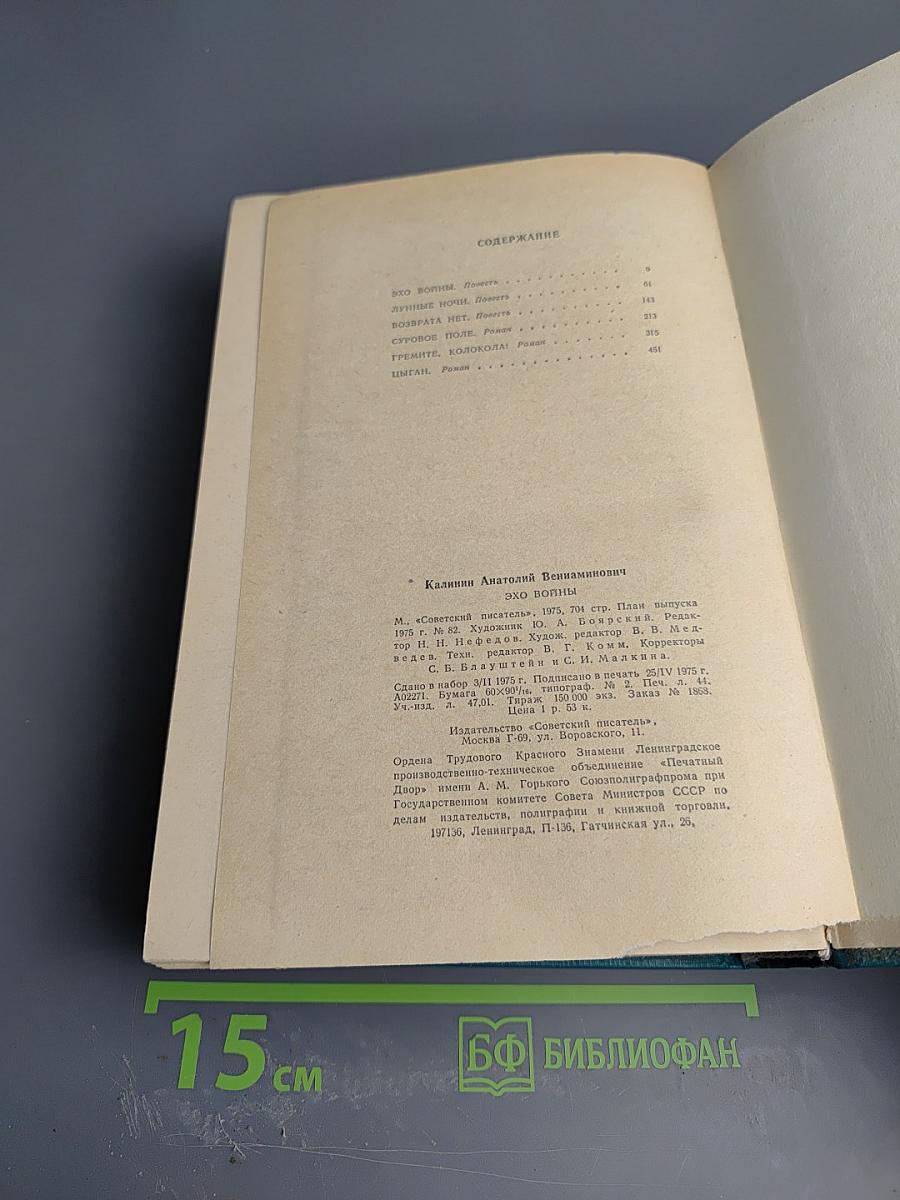 СОДЕРЖАНИЕ
ЭХО ВОЙНЫ. Повесть . . . . . . . . . . . 5
ЛУННЫЕ НОЧИ. Повесть . . . . . . . . . . 61
ВОЗВРАТА НЕТ. Повесть . . . . . . . . . . 143
СУРОВОЕ ПОЛЕ. Роман . . . . . . . . . . 213
ГРЕМИТЕ, КОЛОКОЛА! Роман . . . . . . . 315
ЦЫГАН. Роман . . . . . . . . . . . . . . 451
Калинин Анатолий Вениаминович
ЭХО ВОЙНЫ
М., «Советский писатель», 1975, 704 стр. План выпуска
1975 г. № 82. Художник Ю. А. Боярский. Редак-
тор Н. Н. Нефедов. Худож. редактор В. В. Мед-
ведев. Техн. редактор В. Г. Комм. Корректоры
С. Б. Блауштейн и С. И. Малкина.
Сдано в набор 3/II 1975 г. Подписано в печать 25/IV 1975 г.
А02271. Бумага 60×90¹/₁₆, типограф. № 2. Печ. л. 44.
Уч.-изд. л. 47,01. Тираж 150 000 экз. Заказ № 1868.
Цена 1 р. 53 к.
Издательство «Советский писатель»,
Москва Г-69, ул. Воровского, 11.
Ордена Трудового Красного Знамени Ленинградское
производственно-техническое объединение «Печатный
Двор» имени А. М. Горького Союзполиграфпрома при
Государственном комитете Совета Министров СССР по
делам издательств, полиграфии и книжной торговли.
197136, Ленинград, П-136, Гатчинская ул., 26.
15 см
БФ БИБЛИОФАН